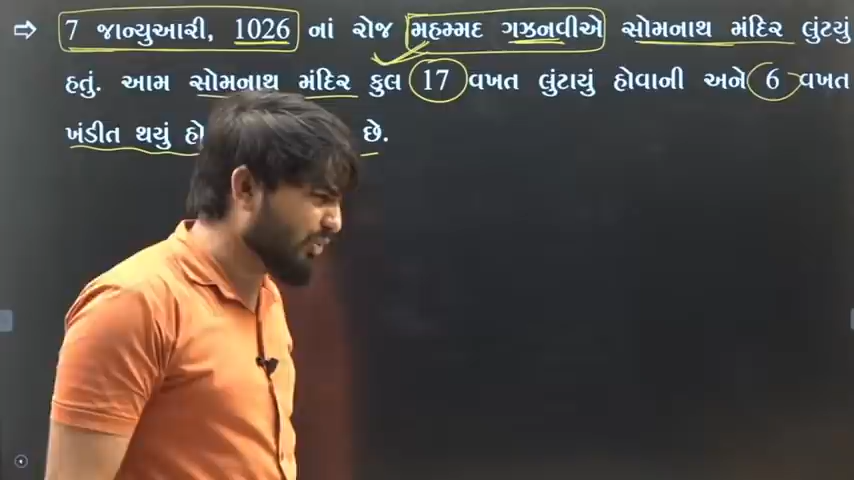 ⇨ 7 જાન્યુઆરી, 1026 નાં રોજ મહમ્મદ ગઝનવીએ સોમનાથ મંદિર લુંટયું
હતું. આમ સોમનાથ મંદિર કુલ 17 વખત લુંટાયું હોવાની અને 6 વખત
ખંડીત થયું છે.